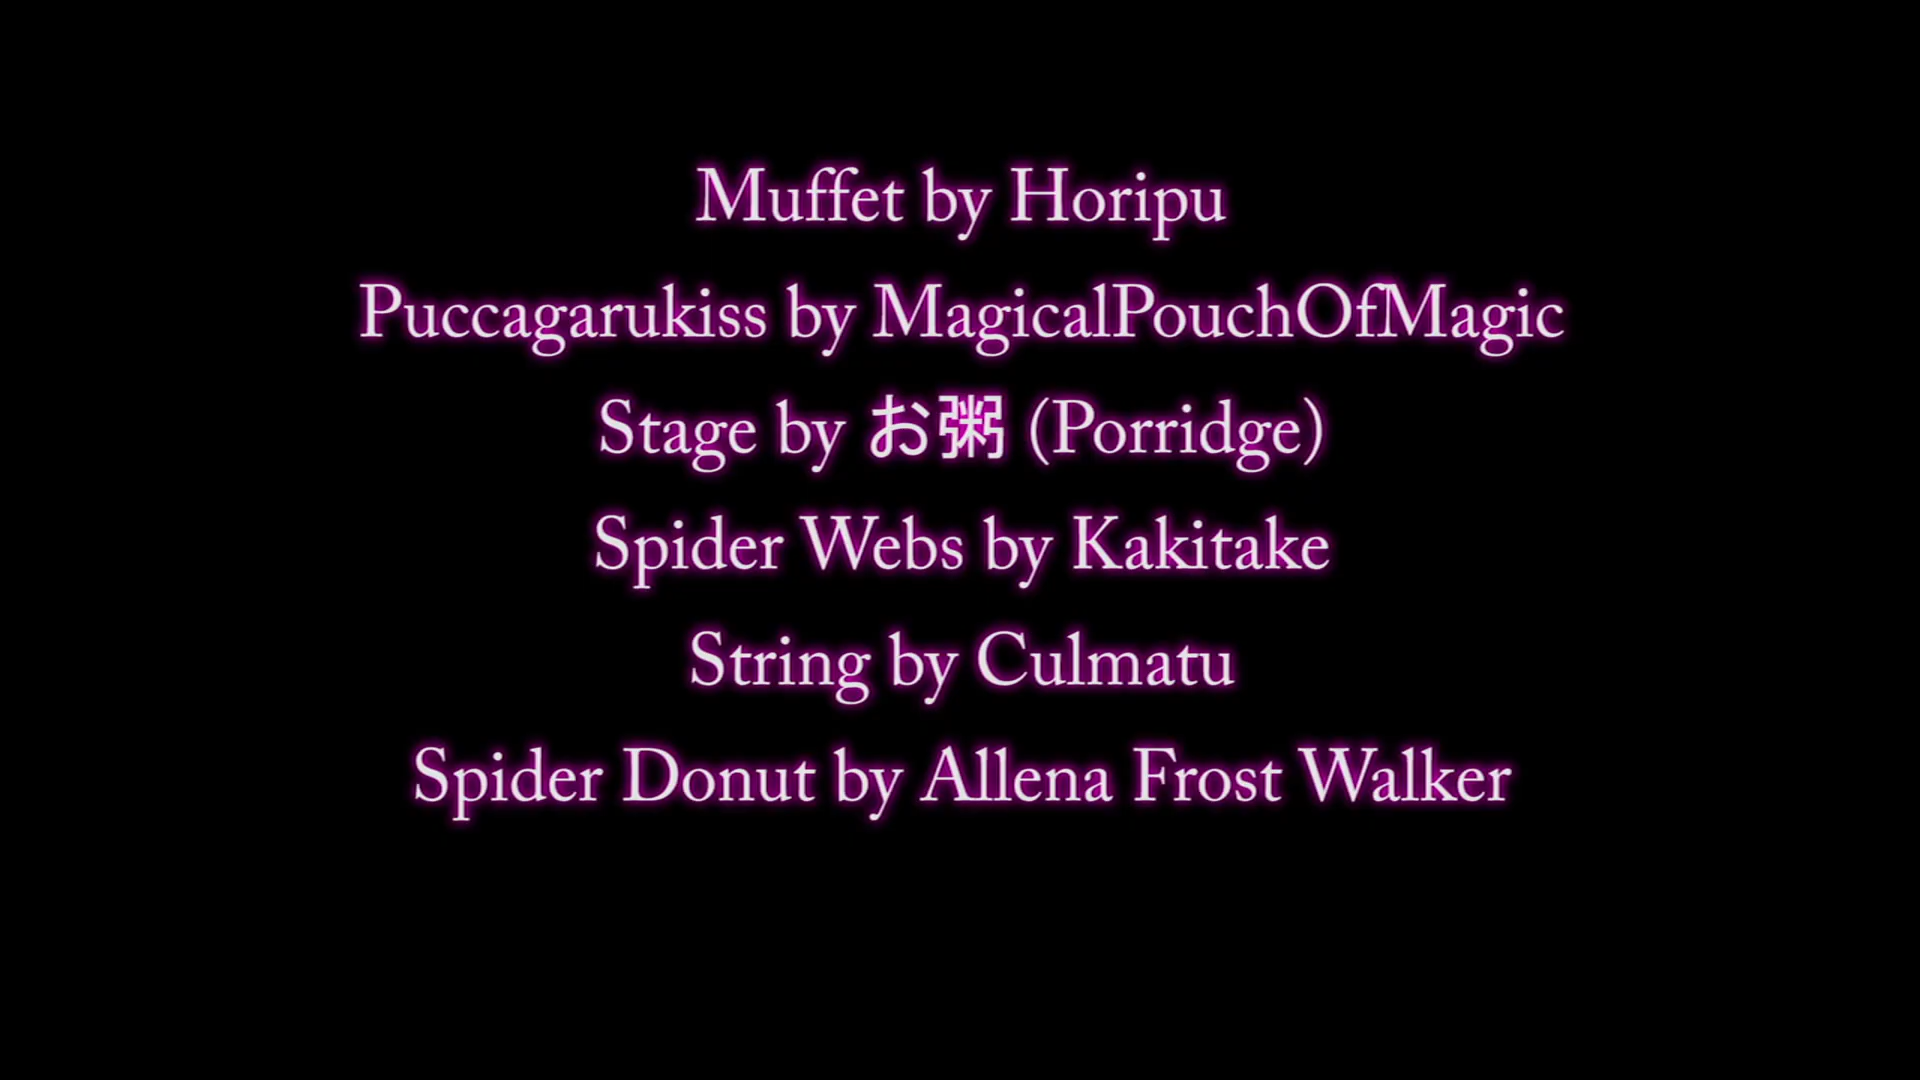 Muffet by Horipu
Puccagarukiss by MagicalPouchOfMagic
Stage by お粥 (Porridge)
Spider Webs by Kakitake
String by Culmatu
Spider Donut by Allena Frost Walker